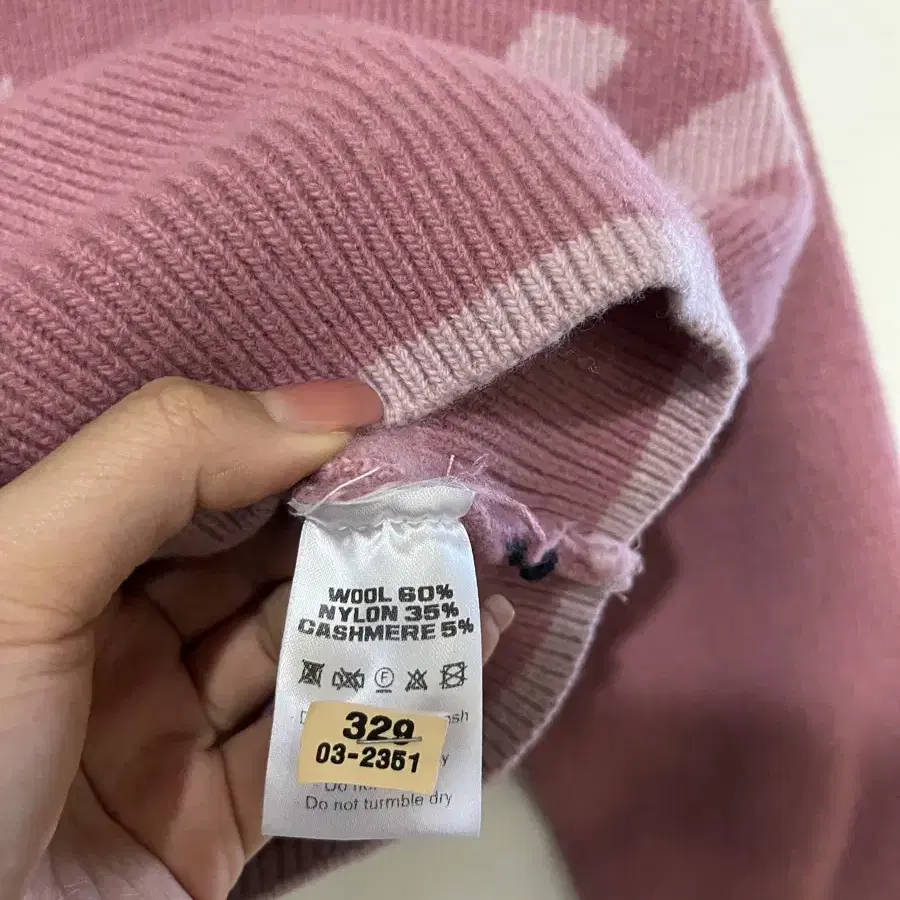 WOOL 60%
NYLON 35%
CASHMERE 5%
F
329
03-2351
Do not turmble dry